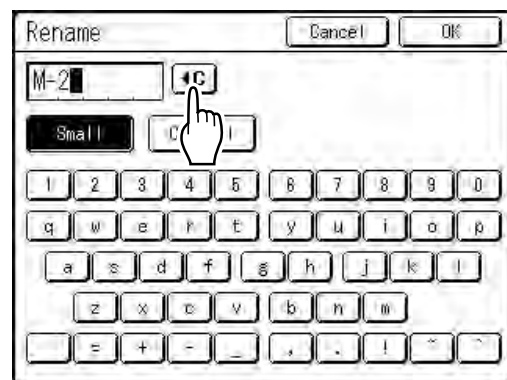 Rename Cancel OK
M-2 ◀C
Small
1 2 3 4 5 6 7 8 9 0
q w e r t y u i o p
a s d f g h j k l
z x c v b n m
= + - _ , . !